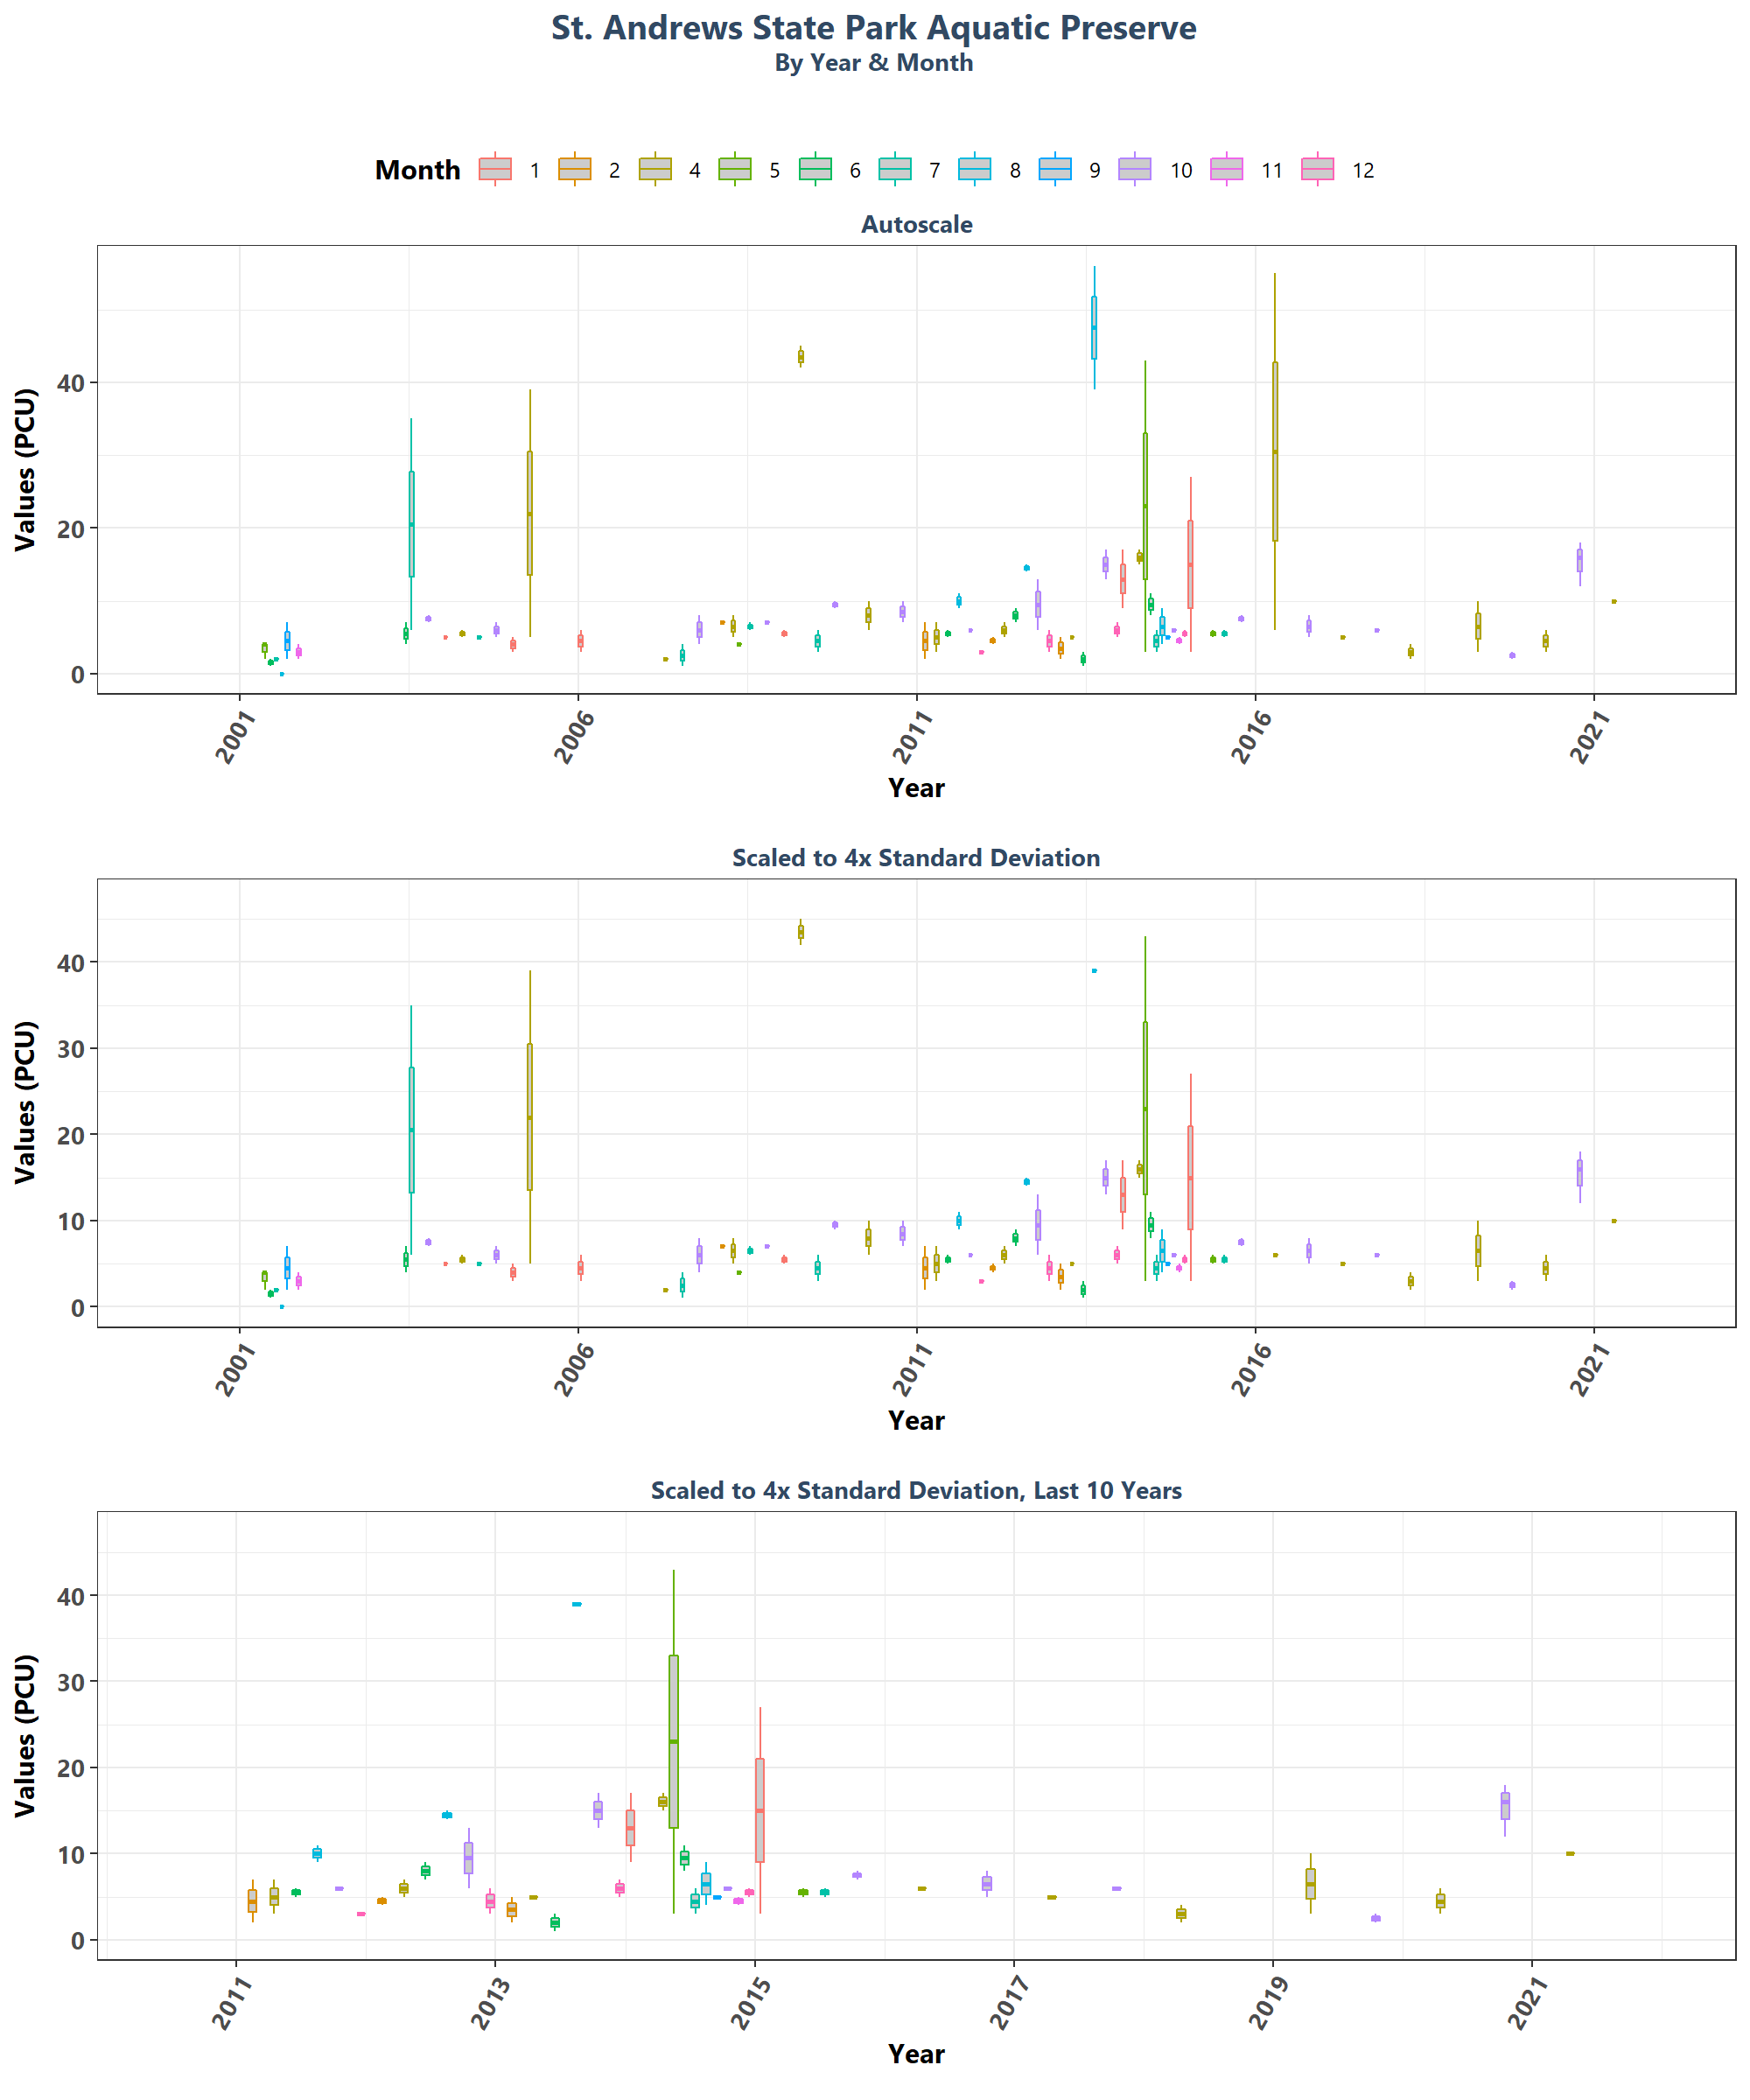 St. Andrews State Park Aquatic Preserve
By Year & Month
Month 1 2 4 5 6 7 8 9 10 11 12
Autoscale
Values (PCU)
40
20
0
2001 2006 2011 2016 2021
Year
Scaled to 4x Standard Deviation
Values (PCU)
40
30
20
10
0
2001 2006 2011 2016 2021
Year
Scaled to 4x Standard Deviation, Last 10 Years
Values (PCU)
40
30
20
10
0
2011 2013 2015 2017 2019 2021
Year